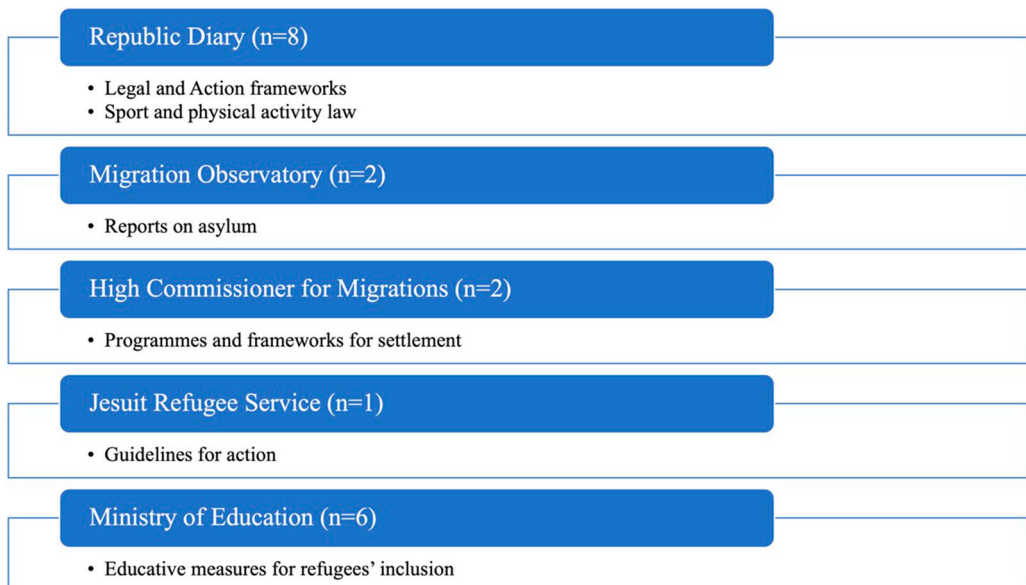 Republic Diary (n=8)
• Legal and Action frameworks
• Sport and physical activity law
Migration Observatory (n=2)
• Reports on asylum
High Commissioner for Migrations (n=2)
• Programmes and frameworks for settlement
Jesuit Refugee Service (n=1)
• Guidelines for action
Ministry of Education (n=6)
• Educative measures for refugees’ inclusion